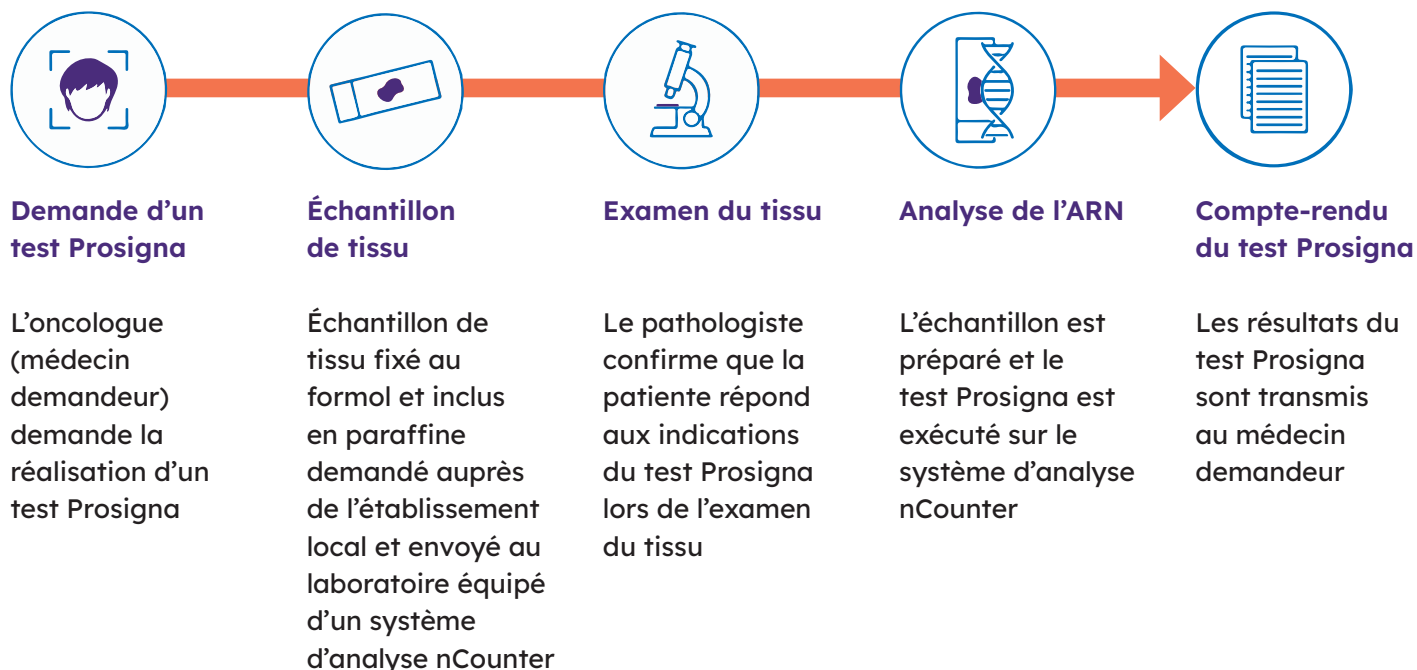 Demande d’un
test Prosigna
L’oncologue
(médecin
demandeur)
demande la
réalisation d’un
test Prosigna
Échantillon
de tissu
Échantillon de
tissu fixé au
formol et inclus
en paraffine
demandé auprès
de l’établissement
local et envoyé au
laboratoire équipé
d’un système
d’analyse nCounter
Examen du tissu
Le pathologiste
confirme que la
patiente répond
aux indications
du test Prosigna
lors de l’examen
du tissu
Analyse de l’ARN
L’échantillon est
préparé et le
test Prosigna est
exécuté sur le
système d’analyse
nCounter
Compte-rendu
du test Prosigna
Les résultats du
test Prosigna
sont transmis
au médecin
demandeur